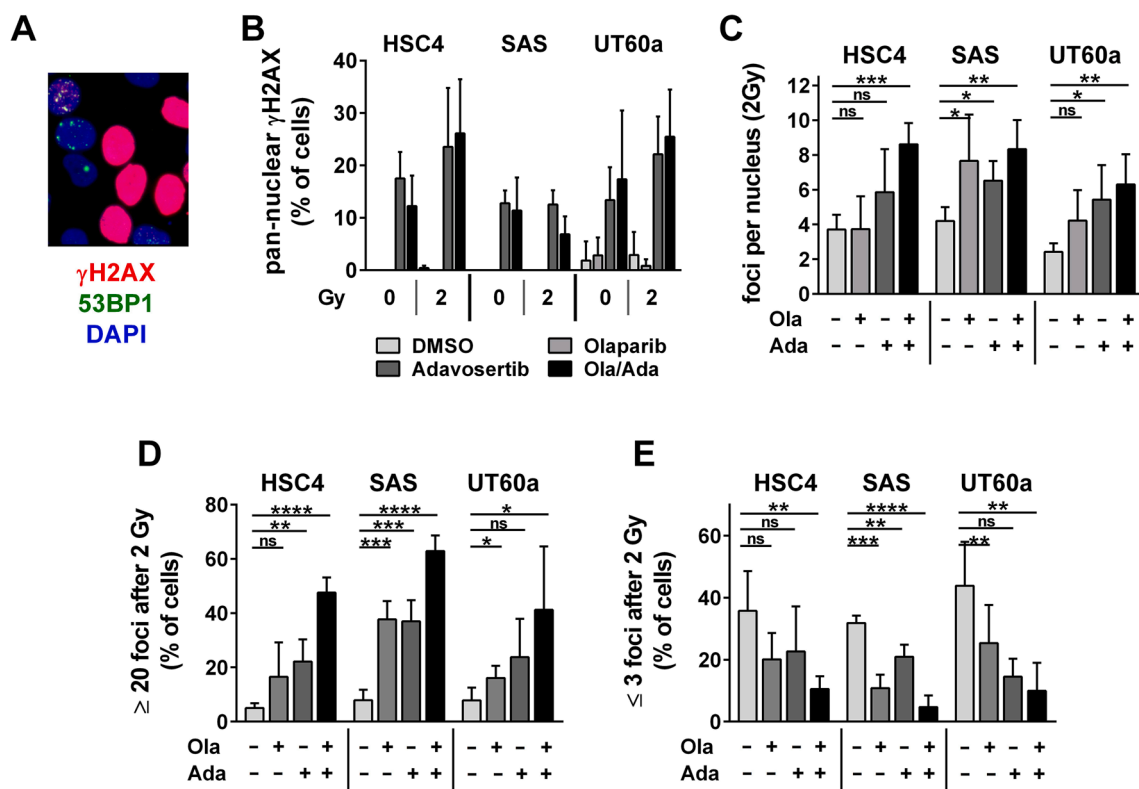 A
γH2AX
53BP1
DAPI
B
HSC4 SAS UT60a
pan-nuclear γH2AX
(% of cells)
40
30
20
10
0
Gy 0 2 0 2 0 2
DMSO Olaparib
Adavosertib Ola/Ada
C
HSC4 SAS UT60a
foci per nucleus (2Gy)
12
10
8
6
4
2
0
*** ** **
ns * *
ns * ns
Ola - + - + - + - + - + - +
Ada - - + + - - + + - - + +
D
HSC4 SAS UT60a
≥ 20 foci after 2 Gy
(% of cells)
80
60
40
20
0
**** **** *
** *** ns
ns *** *
Ola - + - + - + - + - + - +
Ada - - + + - - + + - - + +
E
HSC4 SAS UT60a
≤ 3 foci after 2 Gy
(% of cells)
60
40
20
0
** **** **
ns ** ns
ns *** **
Ola - + - + - + - + - + - +
Ada - - + + - - + + - - + +